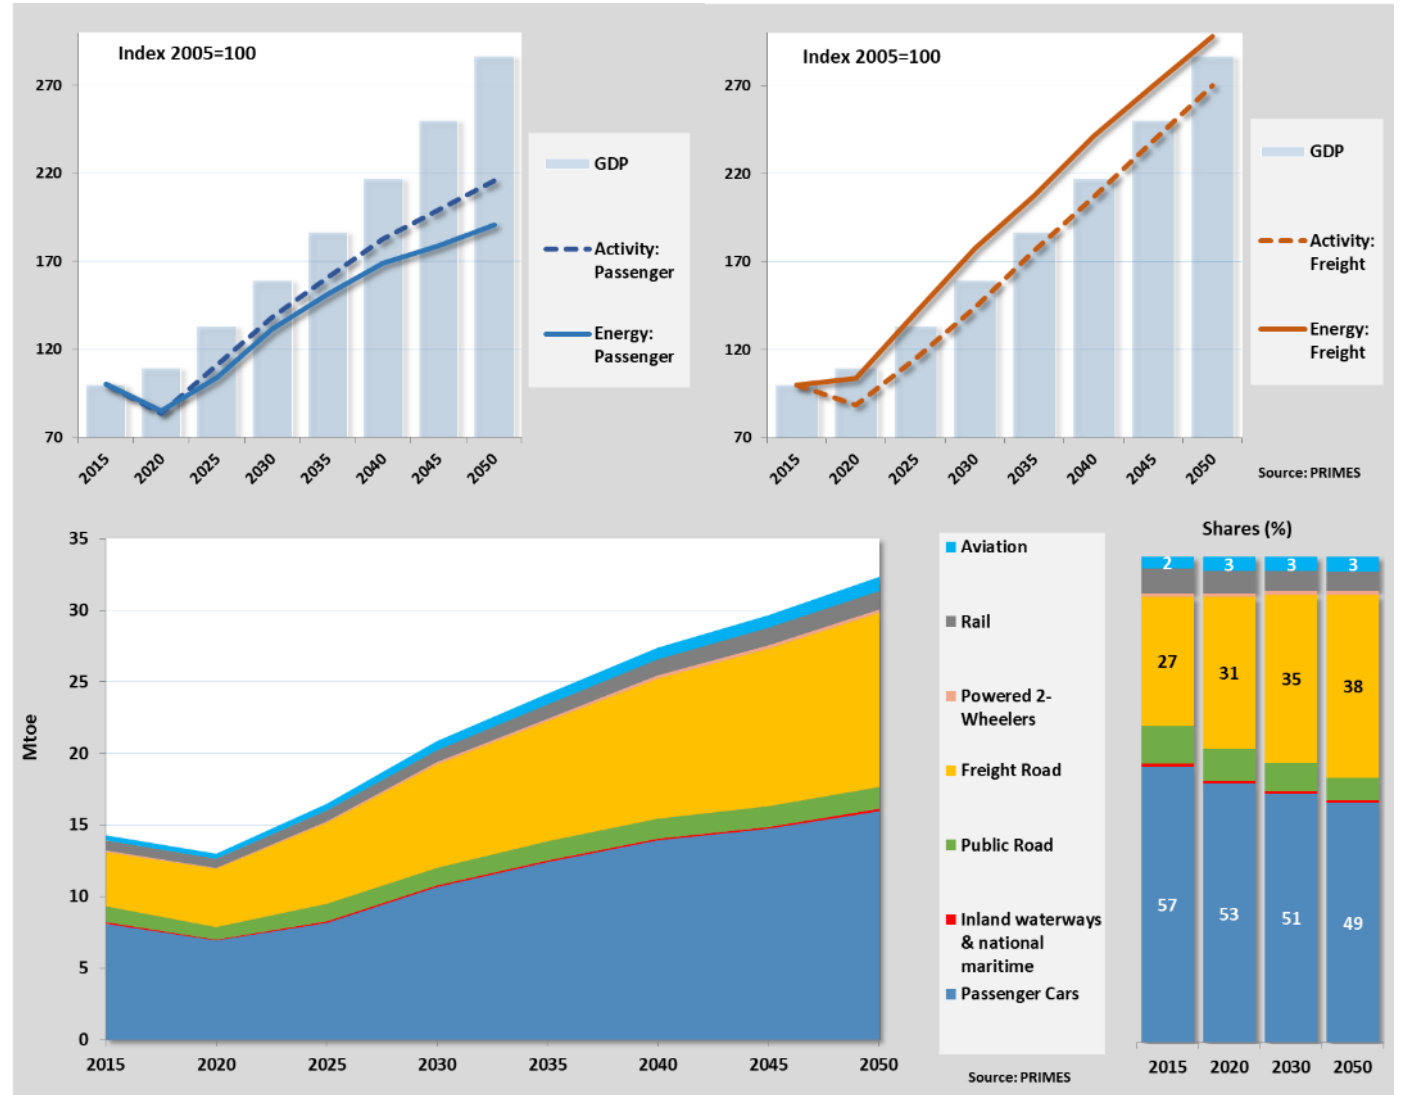 Index 2005=100
270
220
170
120
70
2015
2020
2025
2030
2035
2040
2045
2050
GDP
Activity:
Passenger
Energy:
Passenger
Index 2005=100
270
220
170
120
70
2015
2020
2025
2030
2035
2040
2045
2050
GDP
Activity:
Freight
Energy:
Freight
Source: PRIMES
Mtoe
35
30
25
20
15
10
5
0
2015
2020
2025
2030
2035
2040
2045
2050
Aviation
Rail
Powered 2-
Wheelers
Freight Road
Public Road
Inland waterways
& national
maritime
Passenger Cars
Source: PRIMES
Shares (%)
2
3
3
3
27
31
35
38
57
53
51
49
2015
2020
2030
2050